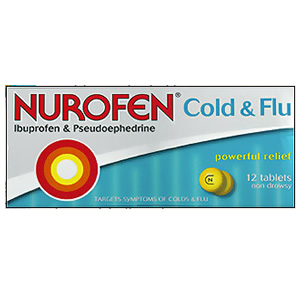 NUROFEN® Cold & Flu
Ibuprofen & Pseudoephedrine
powerful relief
N
12 tablets
non drowsy
TARGETS SYMPTOMS OF COLDS & FLU